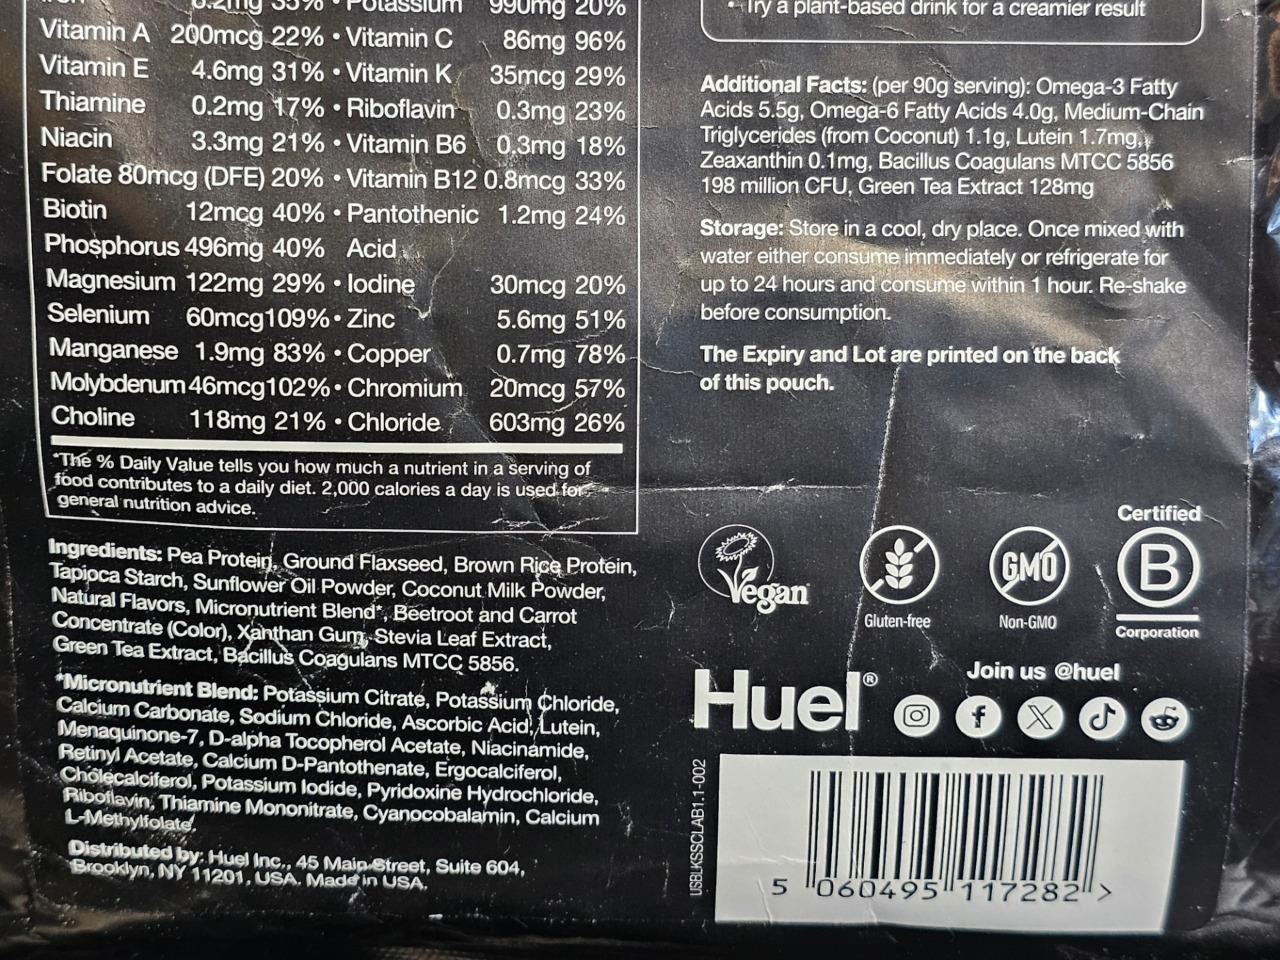 Iron 6.2mg 35% • Potassium 990mg 20%
Vitamin A 200mcg 22% • Vitamin C 86mg 96%
Vitamin E 4.6mg 31% • Vitamin K 35mcg 29%
Thiamine 0.2mg 17% • Riboflavin 0.3mg 23%
Niacin 3.3mg 21% • Vitamin B6 0.3mg 18%
Folate 80mcg (DFE) 20% • Vitamin B12 0.8mcg 33%
Biotin 12mcg 40% • Pantothenic 1.2mg 24%
Phosphorus 496mg 40% Acid
Magnesium 122mg 29% • Iodine 30mcg 20%
Selenium 60mcg 109% • Zinc 5.6mg 51%
Manganese 1.9mg 83% • Copper 0.7mg 78%
Molybdenum 46mcg 102% • Chromium 20mcg 57%
Choline 118mg 21% • Chloride 603mg 26%
*The % Daily Value tells you how much a nutrient in a serving of
food contributes to a daily diet. 2,000 calories a day is used for
general nutrition advice.
Ingredients: Pea Protein, Ground Flaxseed, Brown Rice Protein,
Tapioca Starch, Sunflower Oil Powder, Coconut Milk Powder,
Natural Flavors, Micronutrient Blend*, Beetroot and Carrot
Concentrate (Color), Xanthan Gum, Stevia Leaf Extract,
Green Tea Extract, Bacillus Coagulans MTCC 5856.
*Micronutrient Blend: Potassium Citrate, Potassium Chloride,
Calcium Carbonate, Sodium Chloride, Ascorbic Acid, Lutein,
Menaquinone-7, D-alpha Tocopherol Acetate, Niacinamide,
Retinyl Acetate, Calcium D-Pantothenate, Ergocalciferol,
Cholecalciferol, Potassium Iodide, Pyridoxine Hydrochloride,
Riboflavin, Thiamine Mononitrate, Cyanocobalamin, Calcium
L-Methylfolate.
Distributed by: Huel Inc., 45 Main Street, Suite 604,
Brooklyn, NY 11201, USA. Made in USA.
• Try a plant-based drink for a creamier result
Additional Facts: (per 90g serving): Omega-3 Fatty
Acids 5.5g, Omega-6 Fatty Acids 4.0g, Medium-Chain
Triglycerides (from Coconut) 1.1g, Lutein 1.7mg,
Zeaxanthin 0.1mg, Bacillus Coagulans MTCC 5856
198 million CFU, Green Tea Extract 128mg
Storage: Store in a cool, dry place. Once mixed with
water either consume immediately or refrigerate for
up to 24 hours and consume within 1 hour. Re-shake
before consumption.
The Expiry and Lot are printed on the back
of this pouch.
Vegan
Gluten-free
GMO
Non-GMO
Certified
B
Corporation
Huel®
Join us @huel
USBLKSSCLAB1.1-002
5 060495 117282 >